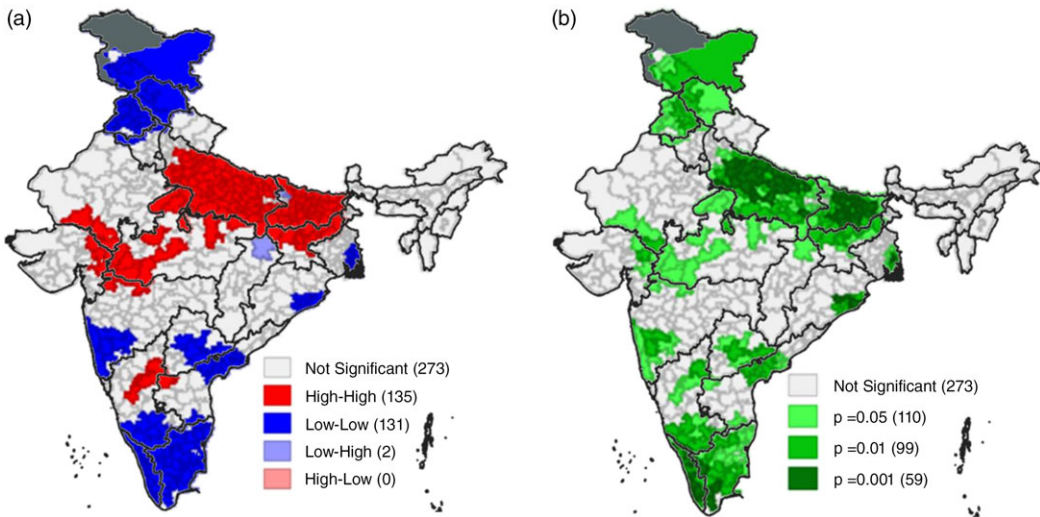 (a)
Not Significant (273)
High-High (135)
Low-Low (131)
Low-High (2)
High-Low (0)
(b)
Not Significant (273)
p =0.05 (110)
p =0.01 (99)
p =0.001 (59)